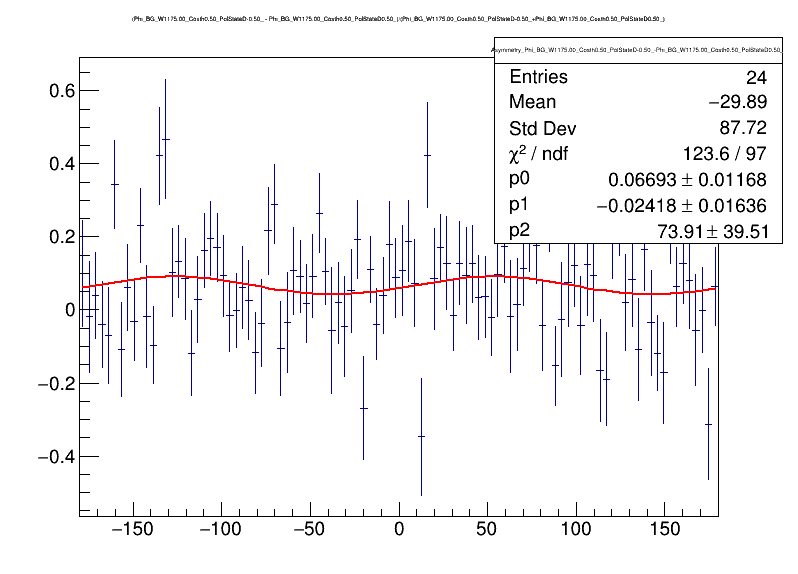 (Phi_BG_W1175.00_Costh0.50_PolStateD-0.50_- Phi_BG_W1175.00_Costh0.50_PolStateD0.50_)/(Phi_BG_W1175.00_Costh0.50_PolStateD-0.50_+Phi_BG_W1175.00_Costh0.50_PolStateD0.50_)
Asymmetry_Phi_BG_W1175.00_Costh0.50_PolStateD-0.50_-Phi_BG_W1175.00_Costh0.50_PolStateD0.50_
Entries 24
Mean −29.89
Std Dev 87.72
χ² / ndf 123.6 / 97
p0 0.06693 ± 0.01168
p1 −0.02418 ± 0.01636
p2 73.91 ± 39.51
0.6
0.4
0.2
0
−0.2
−0.4
−150 −100 −50 0 50 100 150